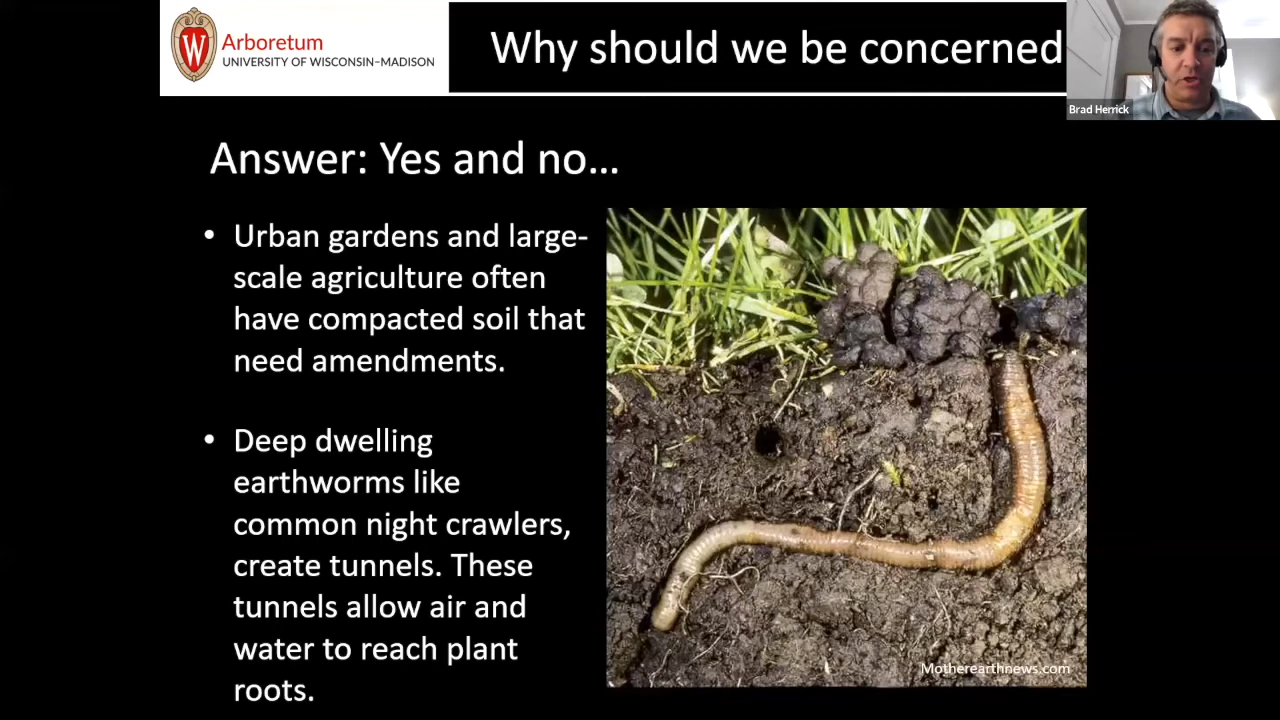 Arboretum
UNIVERSITY OF WISCONSIN–MADISON
Why should we be concerned
Brad Herrick
Answer: Yes and no…
• Urban gardens and large-
scale agriculture often
have compacted soil that
need amendments.
• Deep dwelling
earthworms like
common night crawlers,
create tunnels. These
tunnels allow air and
water to reach plant
roots.
Motherearthnews.com
W